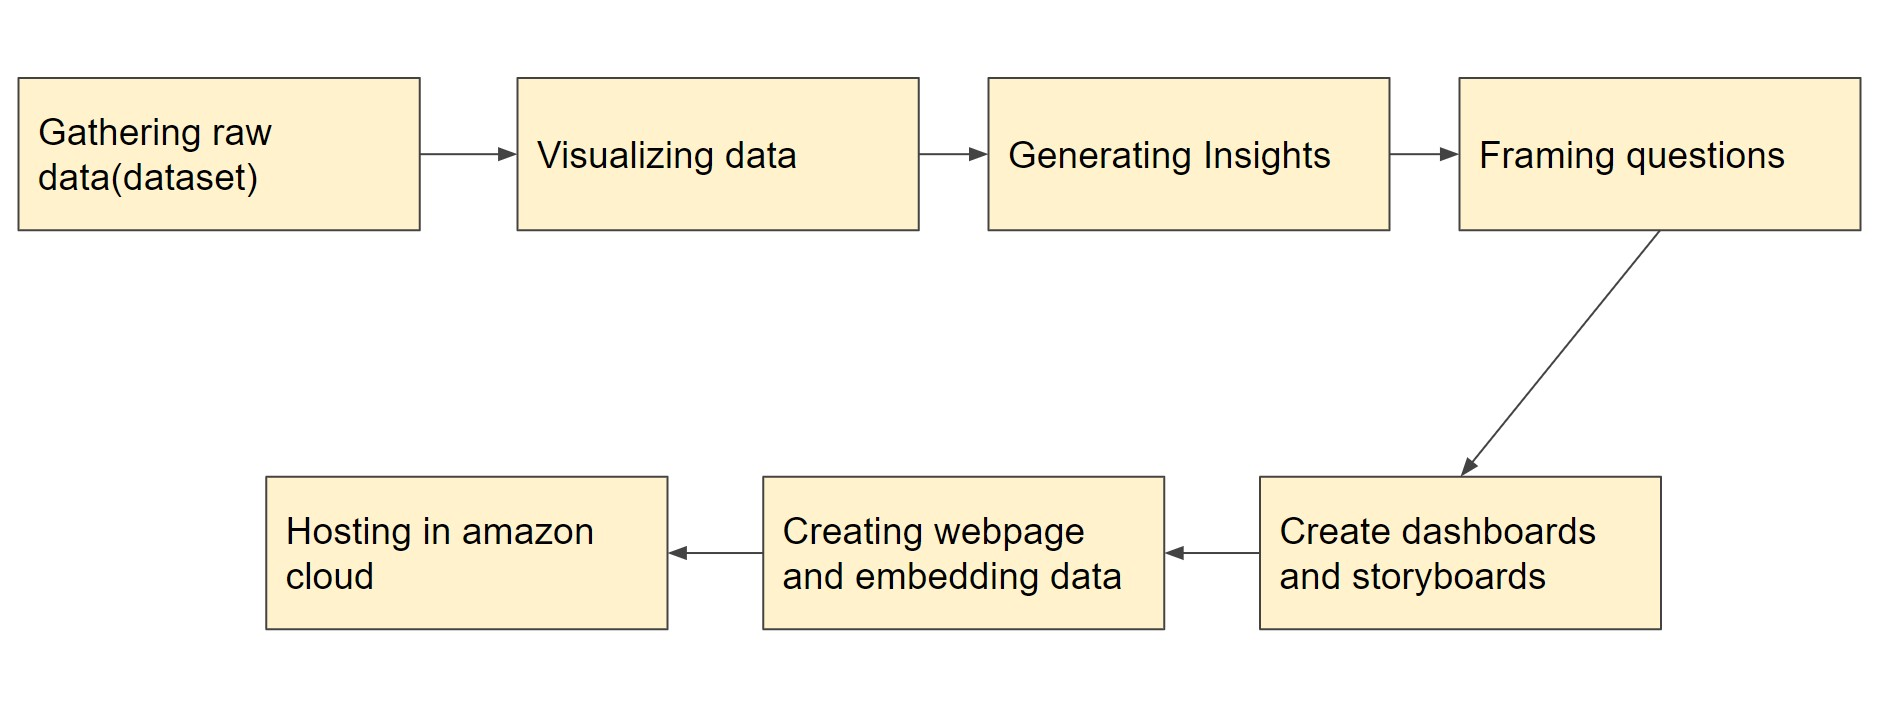 Gathering raw
data(dataset)
Visualizing data
Generating Insights
Framing questions
Create dashboards
and storyboards
Creating webpage
and embedding data
Hosting in amazon
cloud